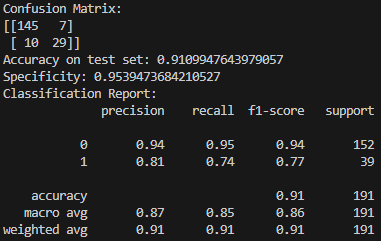 Confusion Matrix:
[[145   7]
 [ 10  29]]
Accuracy on test set: 0.9109947643979057
Specificity: 0.9539473684210527
Classification Report:
              precision    recall  f1-score   support

           0       0.94      0.95      0.94       152
           1       0.81      0.74      0.77        39

    accuracy                           0.91       191
   macro avg       0.87      0.85      0.86       191
weighted avg       0.91      0.91      0.91       191